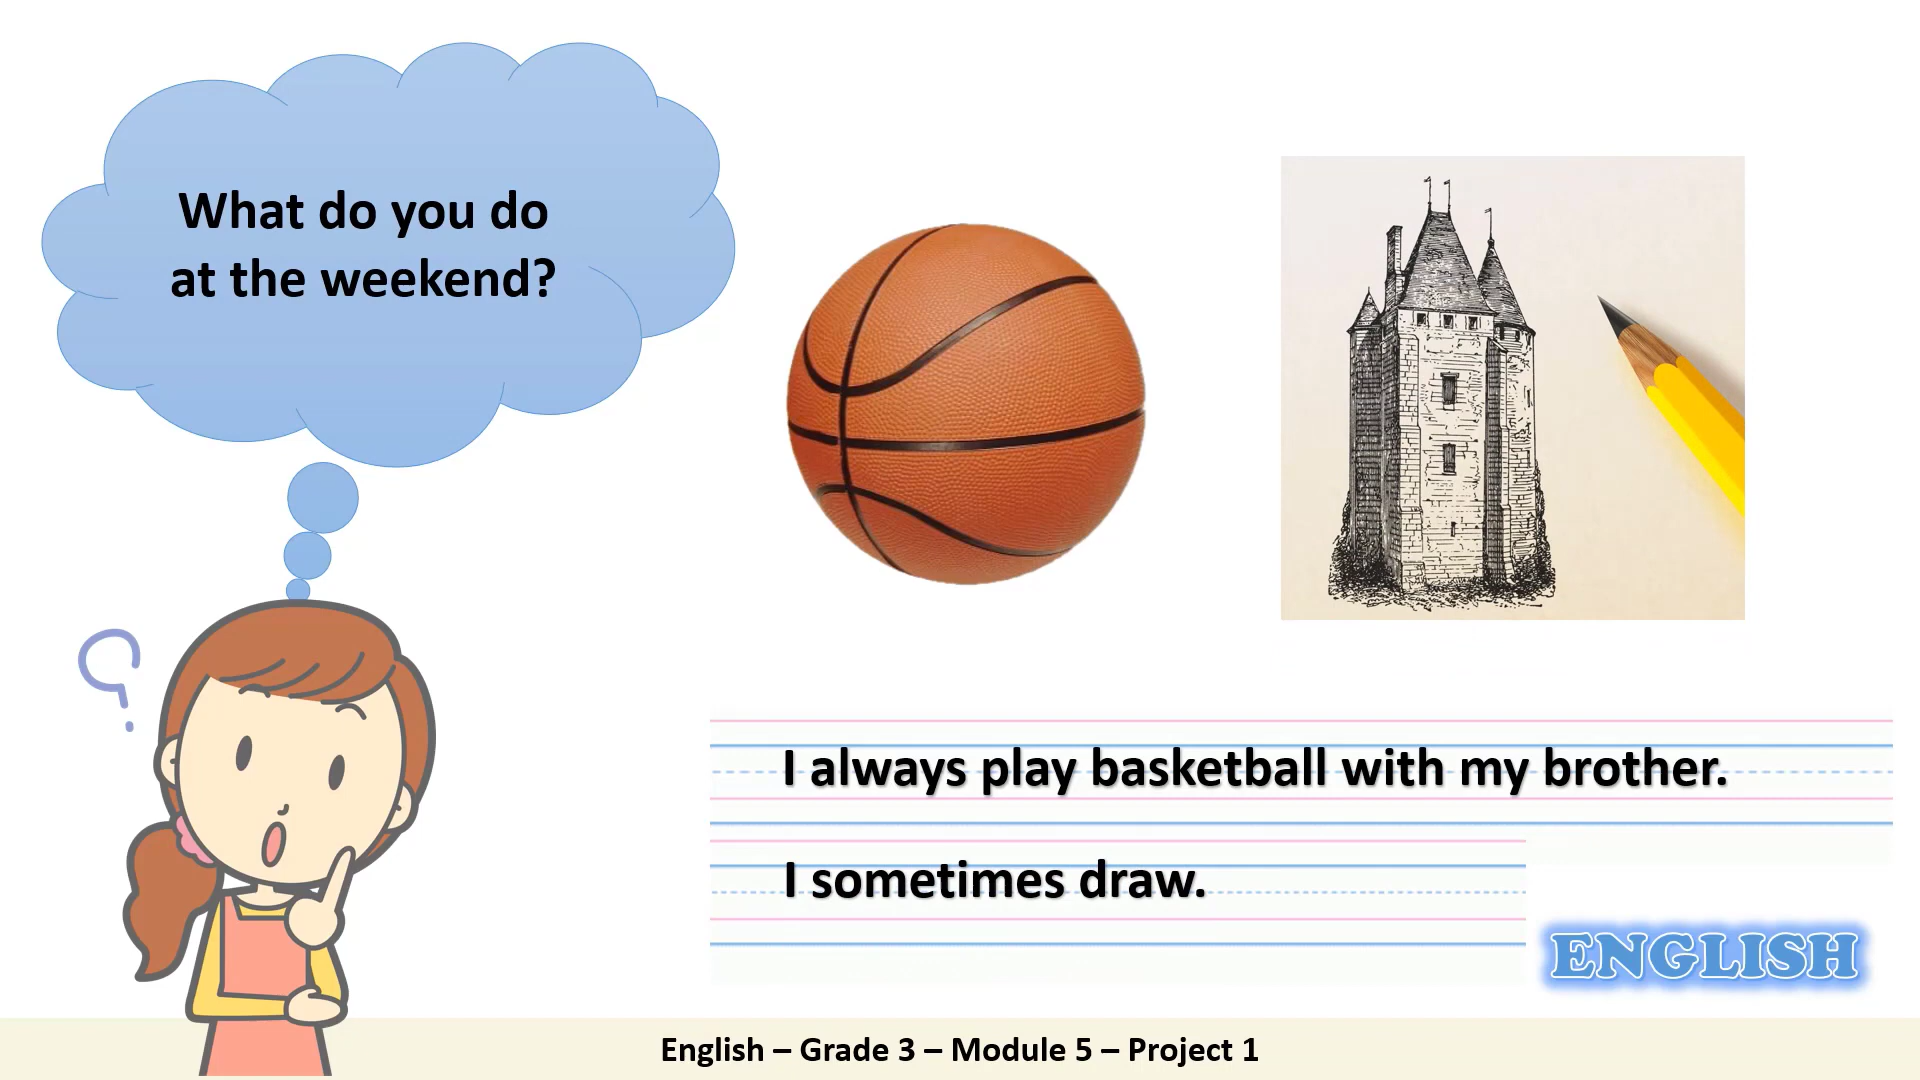 What do you do
at the weekend?
I always play basketball with my brother.
I sometimes draw.
ENGLISH
English – Grade 3 – Module 5 – Project 1